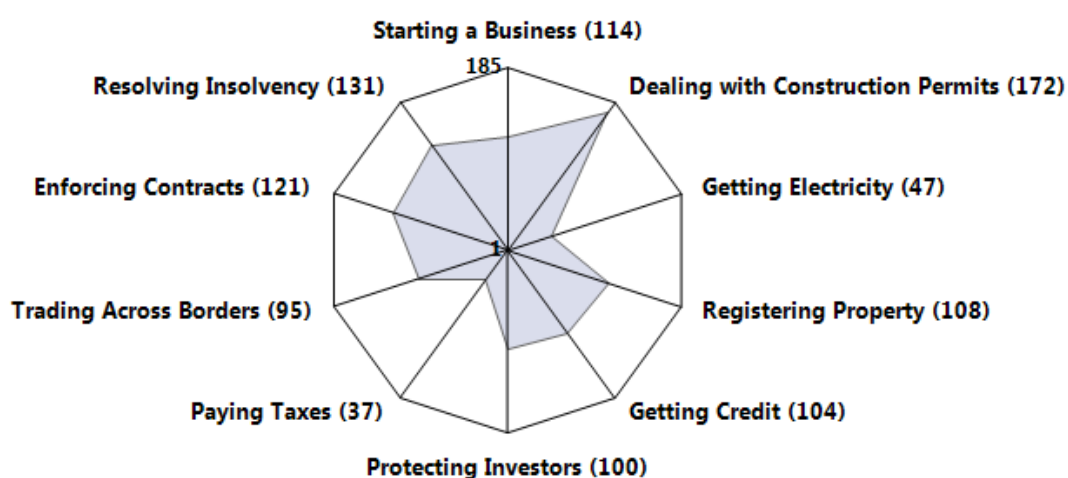 Starting a Business (114)
185
Resolving Insolvency (131)
Dealing with Construction Permits (172)
Enforcing Contracts (121)
Getting Electricity (47)
1
Trading Across Borders (95)
Registering Property (108)
Paying Taxes (37)
Getting Credit (104)
Protecting Investors (100)